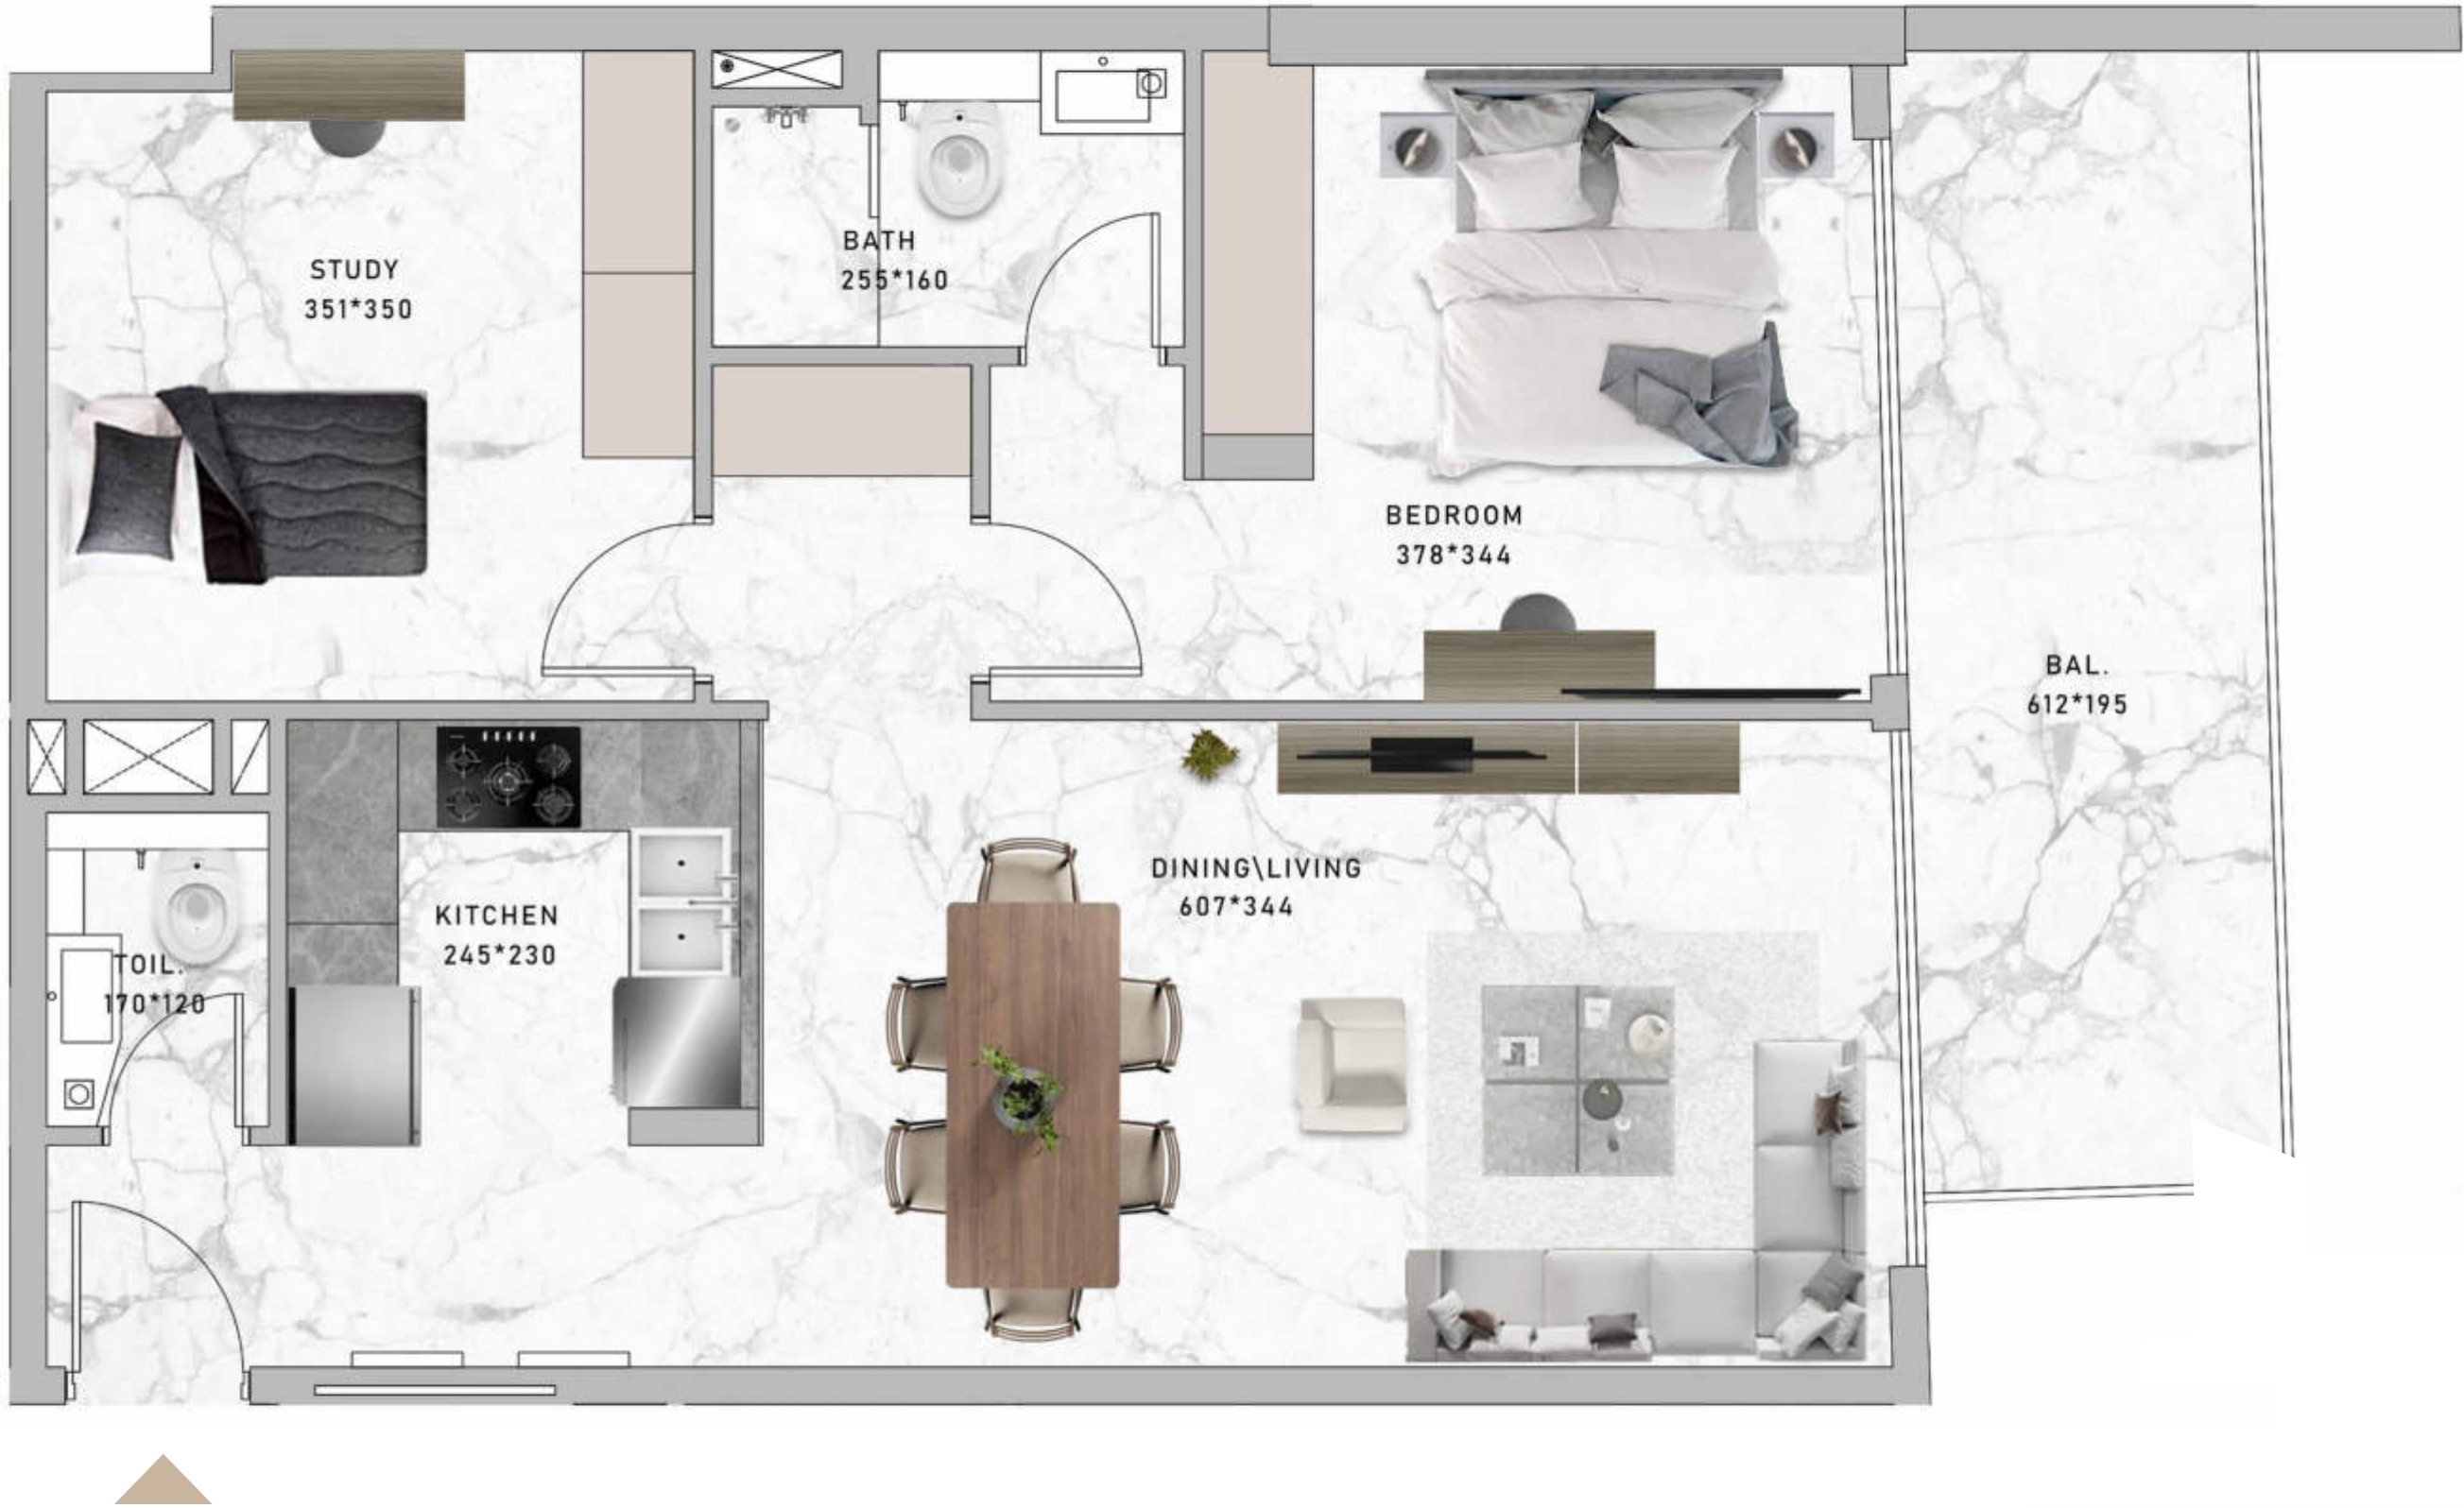 STUDY
351*350
BATH
255*160
BEDROOM
378*344
BAL.
612*195
DINING\LIVING
607*344
KITCHEN
245*230
TOIL.
170*120